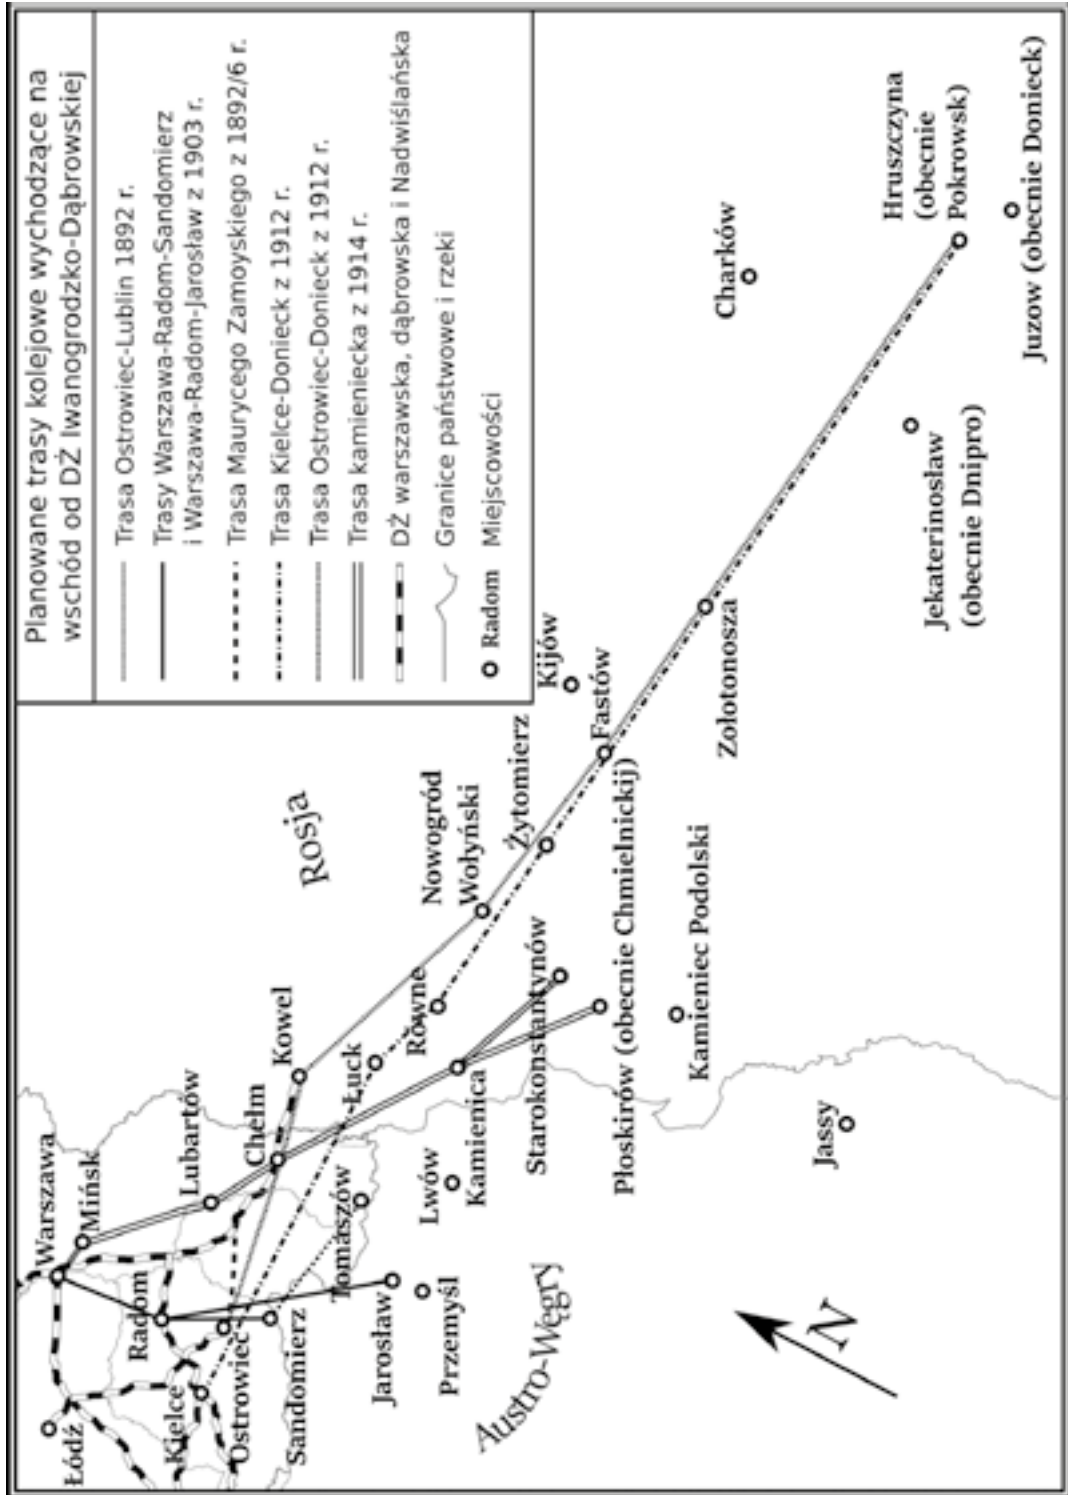 Planowane trasy kolejowe wychodzące na
wschód od DŻ Iwanogrodzko-Dąbrowskiej
Trasa Ostrowiec-Lublin 1892 r.
Trasy Warszawa-Radom-Sandomierz
i Warszawa-Radom-Jarosław z 1903 r.
Trasa Maurycego Zamoyskiego z 1892/6 r.
Trasa Kielce-Donieck z 1912 r.
Trasa Ostrowiec-Donieck z 1912 r.
Trasa kamieniecka z 1914 r.
DŻ warszawska, dąbrowska i Nadwiślańska
Granice państwowe i rzeki
Radom
Miejscowości
Warszawa
Mińsk
Łódź
Radom
Lubartów
Kielce
Ostrowiec
Chełm
Kowel
Sandomierz
Tomaszów
Łuck
Jarosław
Przemyśl
Lwów
Kamienica
Równe
Rosja
Nowogród
Wołyński
Starokonstantynów
Żytomierz
Kijów
Fastów
Płoskirów (obecnie Chmielnickij)
Kamieniec Podolski
Austro-Węgry
Jassy
N
Zołotonosza
Charków
Jekaterinosław
(obecnie Dnipro)
Hruszczyna
(obecnie
Pokrowsk)
Juzow (obecnie Donieck)